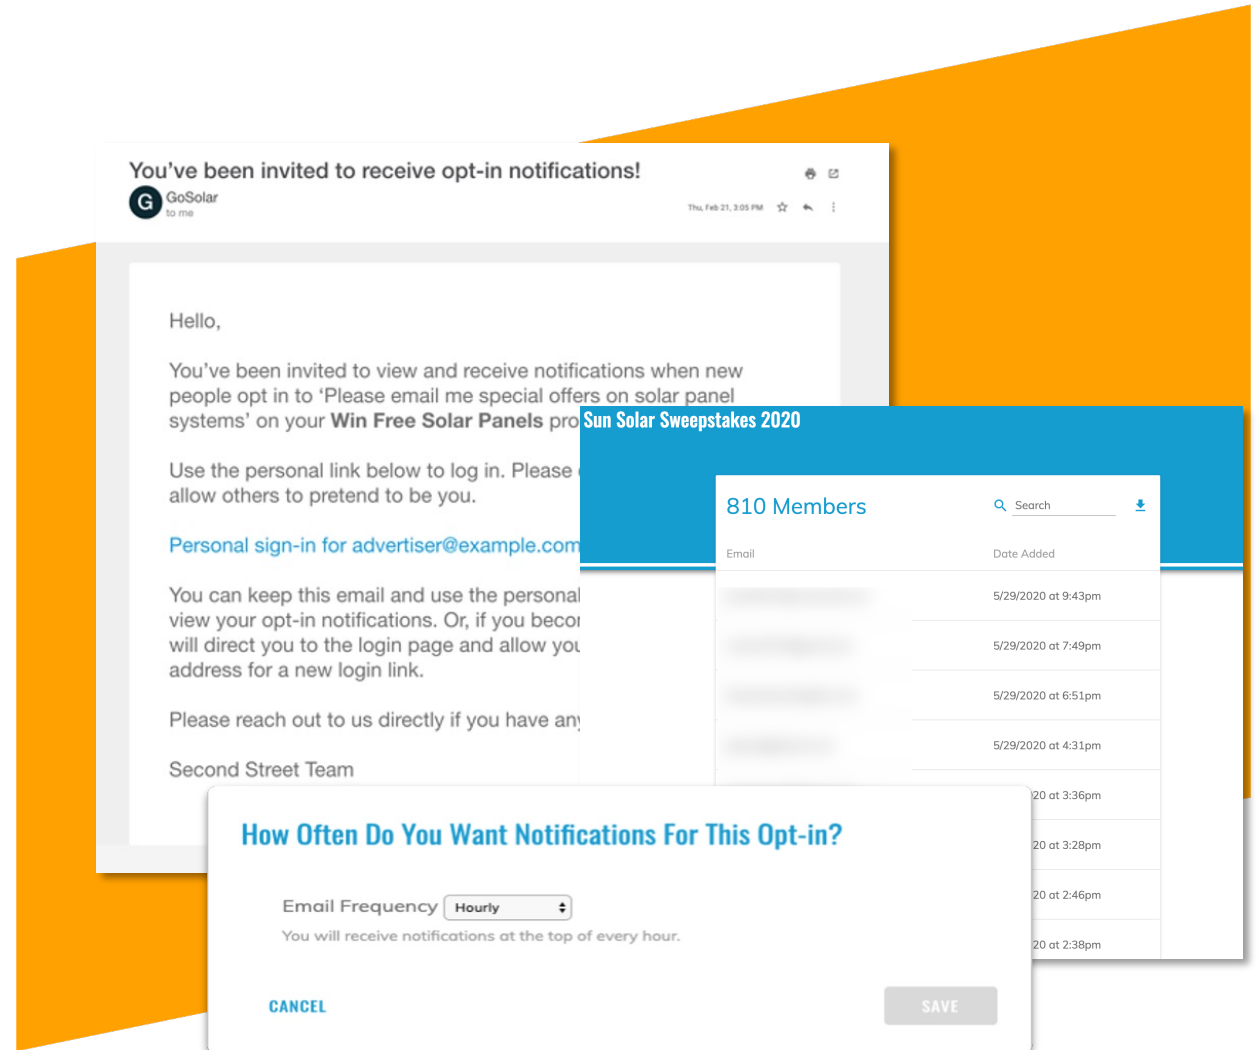 You've been invited to receive opt-in notifications!
G
GoSolar
to me
Thu, Feb 21, 3:05 PM
Hello,
You've been invited to view and receive notifications when new
people opt in to 'Please email me special offers on solar panel
systems' on your Win Free Solar Panels pro
Use the personal link below to log in. Please
allow others to pretend to be you.
Personal sign-in for advertiser@example.com
You can keep this email and use the personal
view your opt-in notifications. Or, if you becor
will direct you to the login page and allow you
address for a new login link.
Please reach out to us directly if you have any
Second Street Team
Sun Solar Sweepstakes 2020
810 Members
Search
Email
Date Added
5/29/2020 at 9:43pm
5/29/2020 at 7:49pm
5/29/2020 at 6:51pm
5/29/2020 at 4:31pm
20 at 3:36pm
20 at 3:28pm
20 at 2:46pm
20 at 2:38pm
How Often Do You Want Notifications For This Opt-in?
Email Frequency Hourly
You will receive notifications at the top of every hour.
CANCEL
SAVE